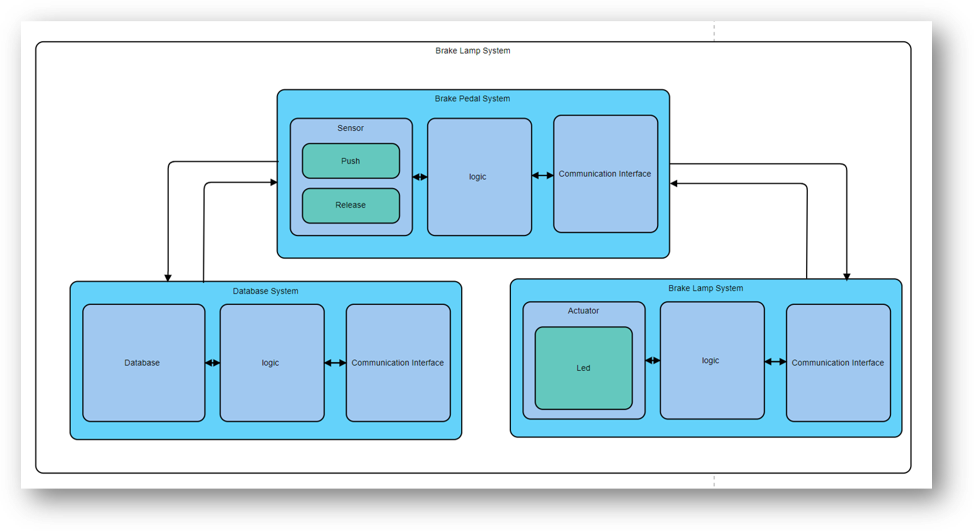 Brake Lamp System
Brake Pedal System
Sensor
Push
Release
logic
Communication Interface
Database System
Database
logic
Communication Interface
Brake Lamp System
Actuator
Led
logic
Communication Interface